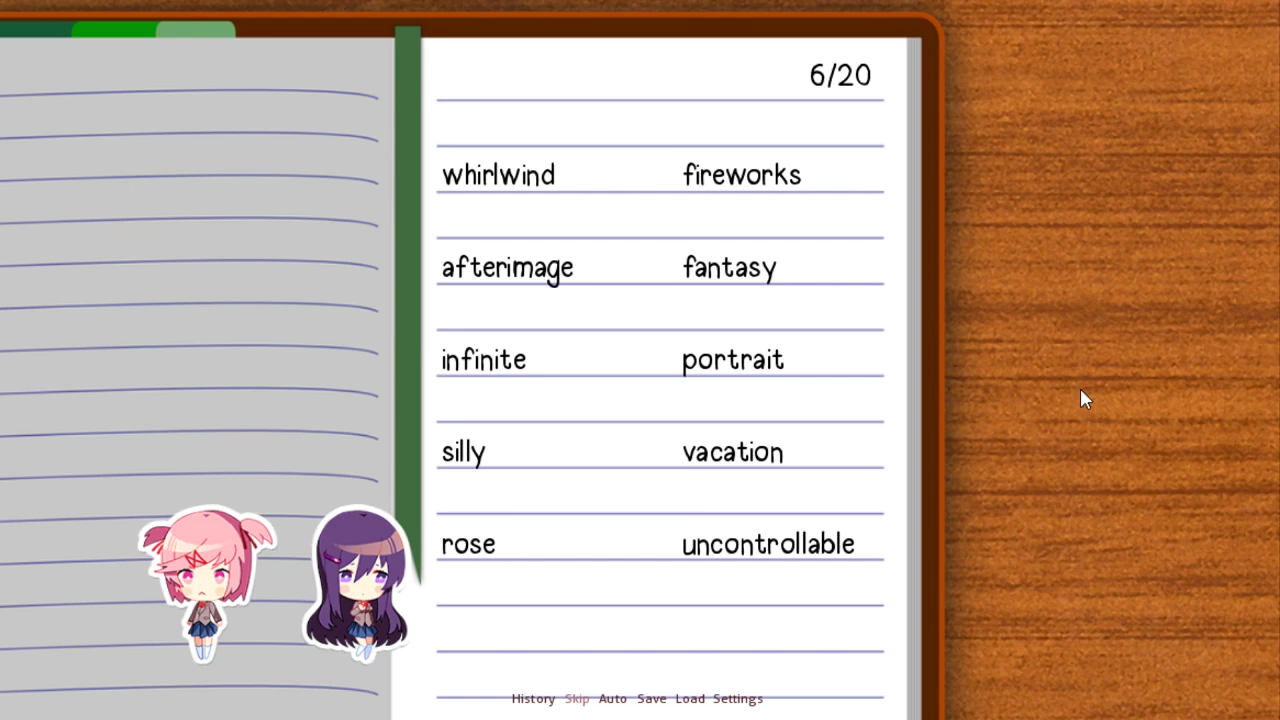 6/20
whirlwind fireworks
afterimage fantasy
infinite portrait
silly vacation
rose uncontrollable
History Skip Auto Save Load Settings